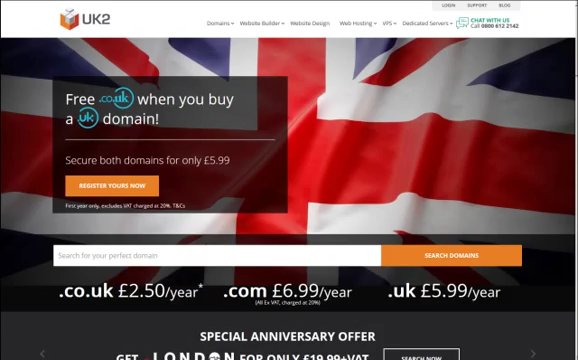 LOGIN SUPPORT BLOG
UK2
Domains Website Builder Website Design Web Hosting VPS Dedicated Servers
CHAT WITH US
Call 0800 612 2142
Free .co.uk when you buy
a .uk domain!
Secure both domains for only £5.99
REGISTER YOURS NOW
First year only, excludes VAT charged at 20%. T&Cs
Search for your perfect domain
SEARCH DOMAINS
.co.uk £2.50/year* .com £6.99/year .uk £5.99/year
(All Ex VAT, charged at 20%)
SPECIAL ANNIVERSARY OFFER
GET .LONDON FOR ONLY £19.99+VAT
SEARCH NOW